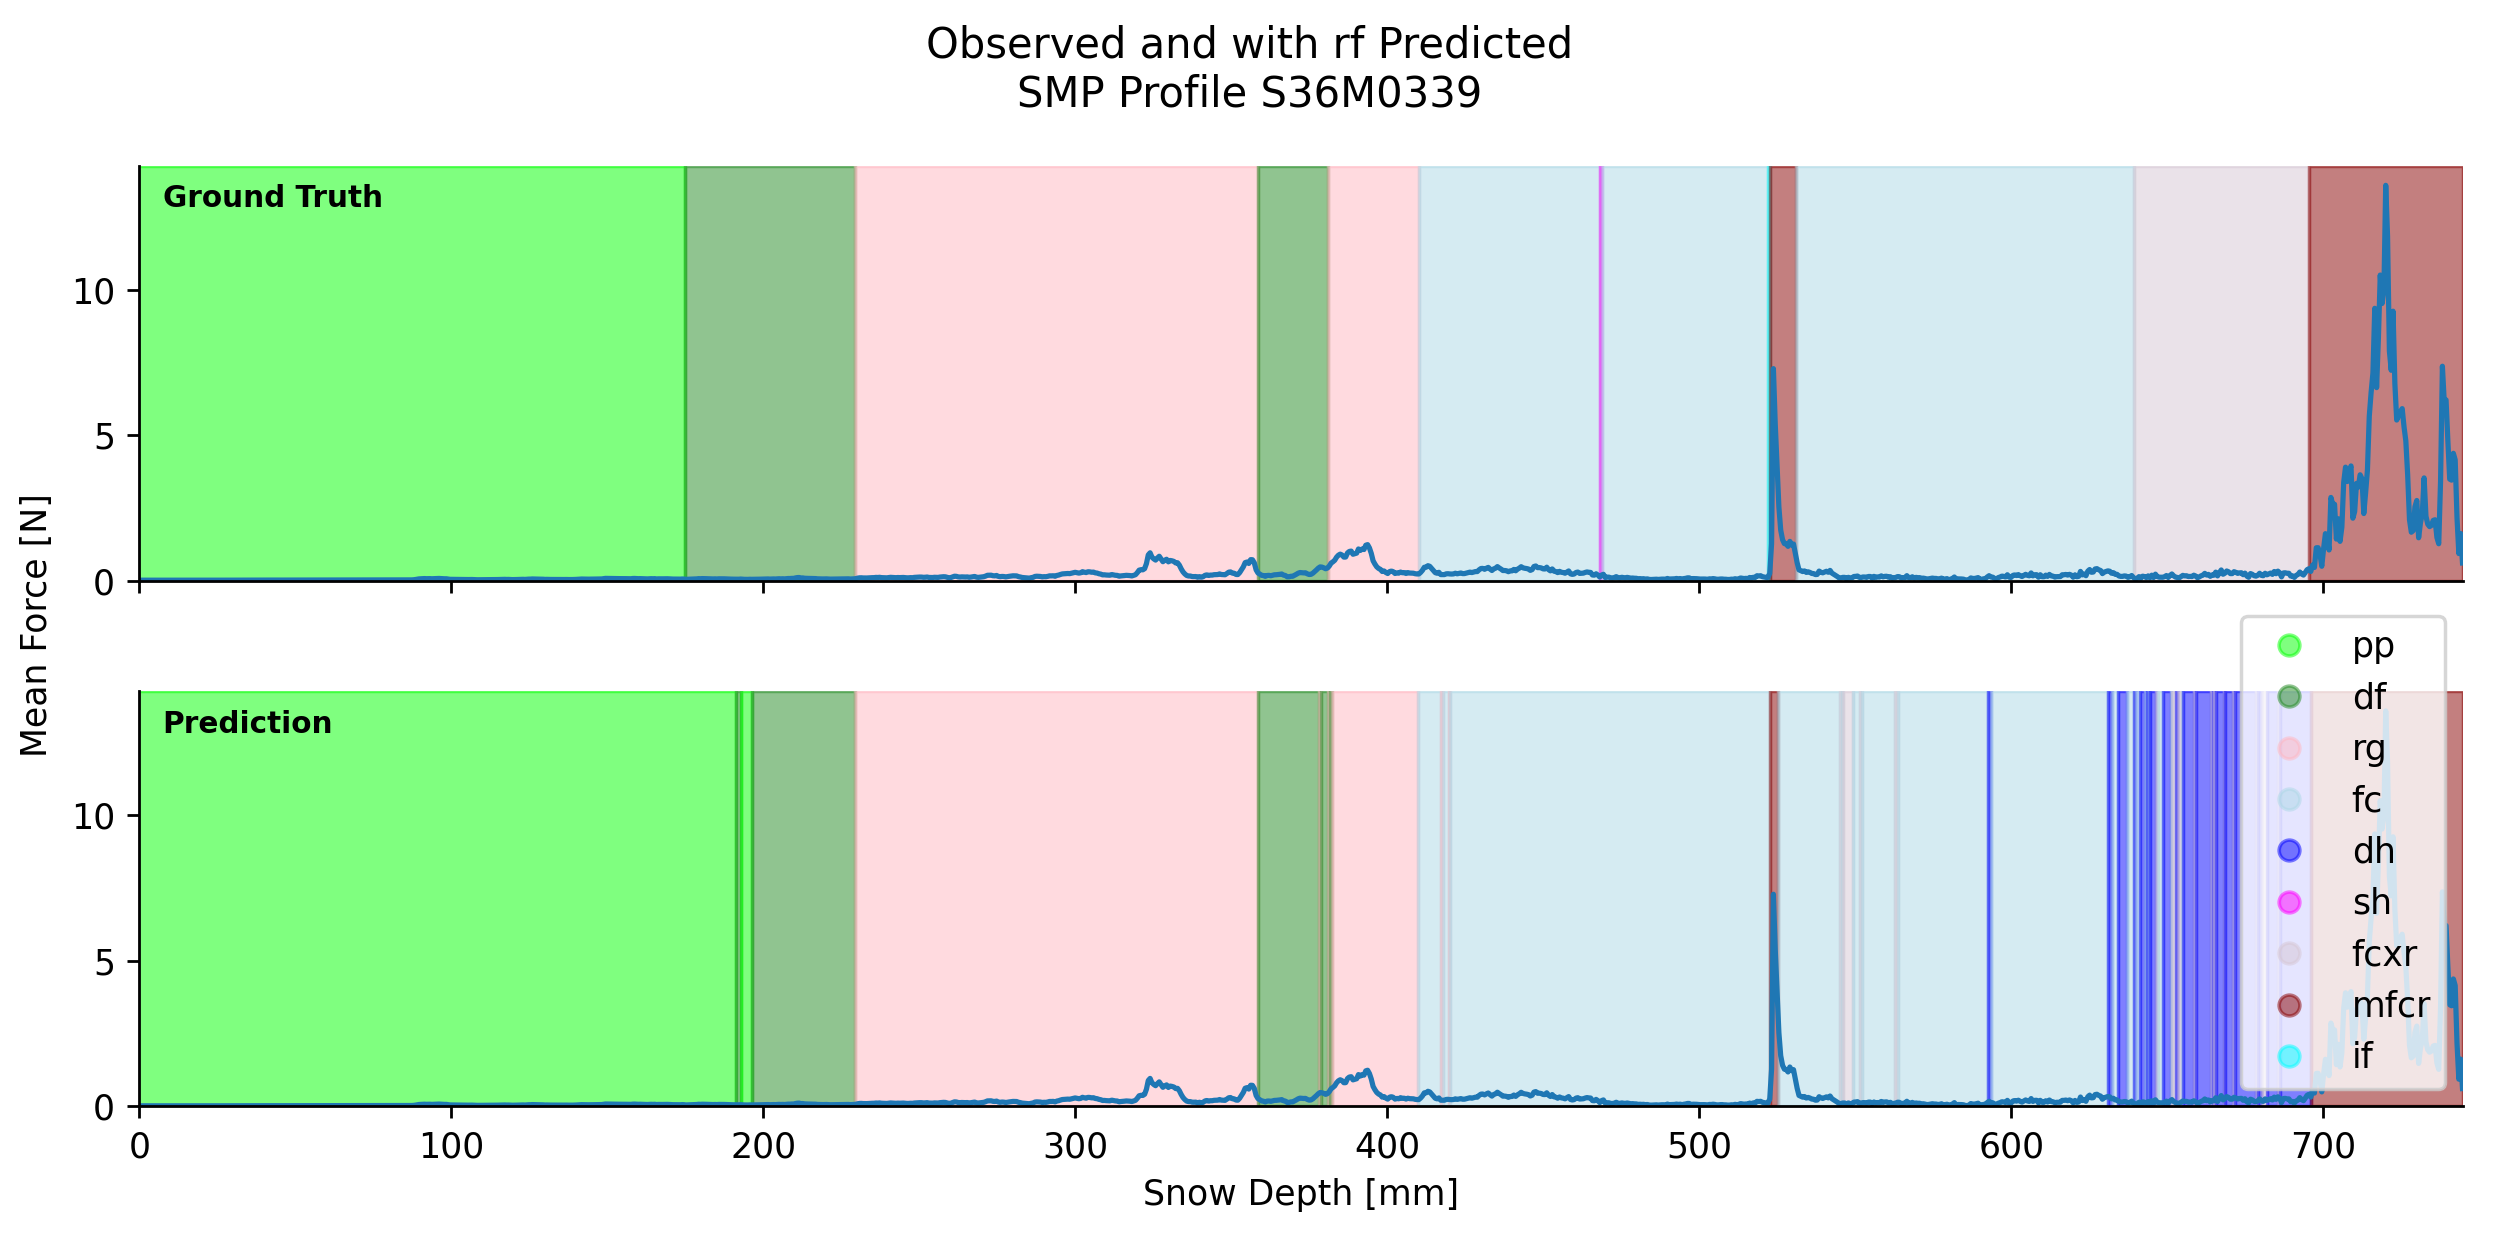 Observed and with rf Predicted
SMP Profile S36M0339
Mean Force [N]
Ground Truth
10
5
0
Prediction
10
5
0
0 100 200 300 400 500 600 700
Snow Depth [mm]
pp
df
rg
fc
dh
sh
fcxr
mfcr
if